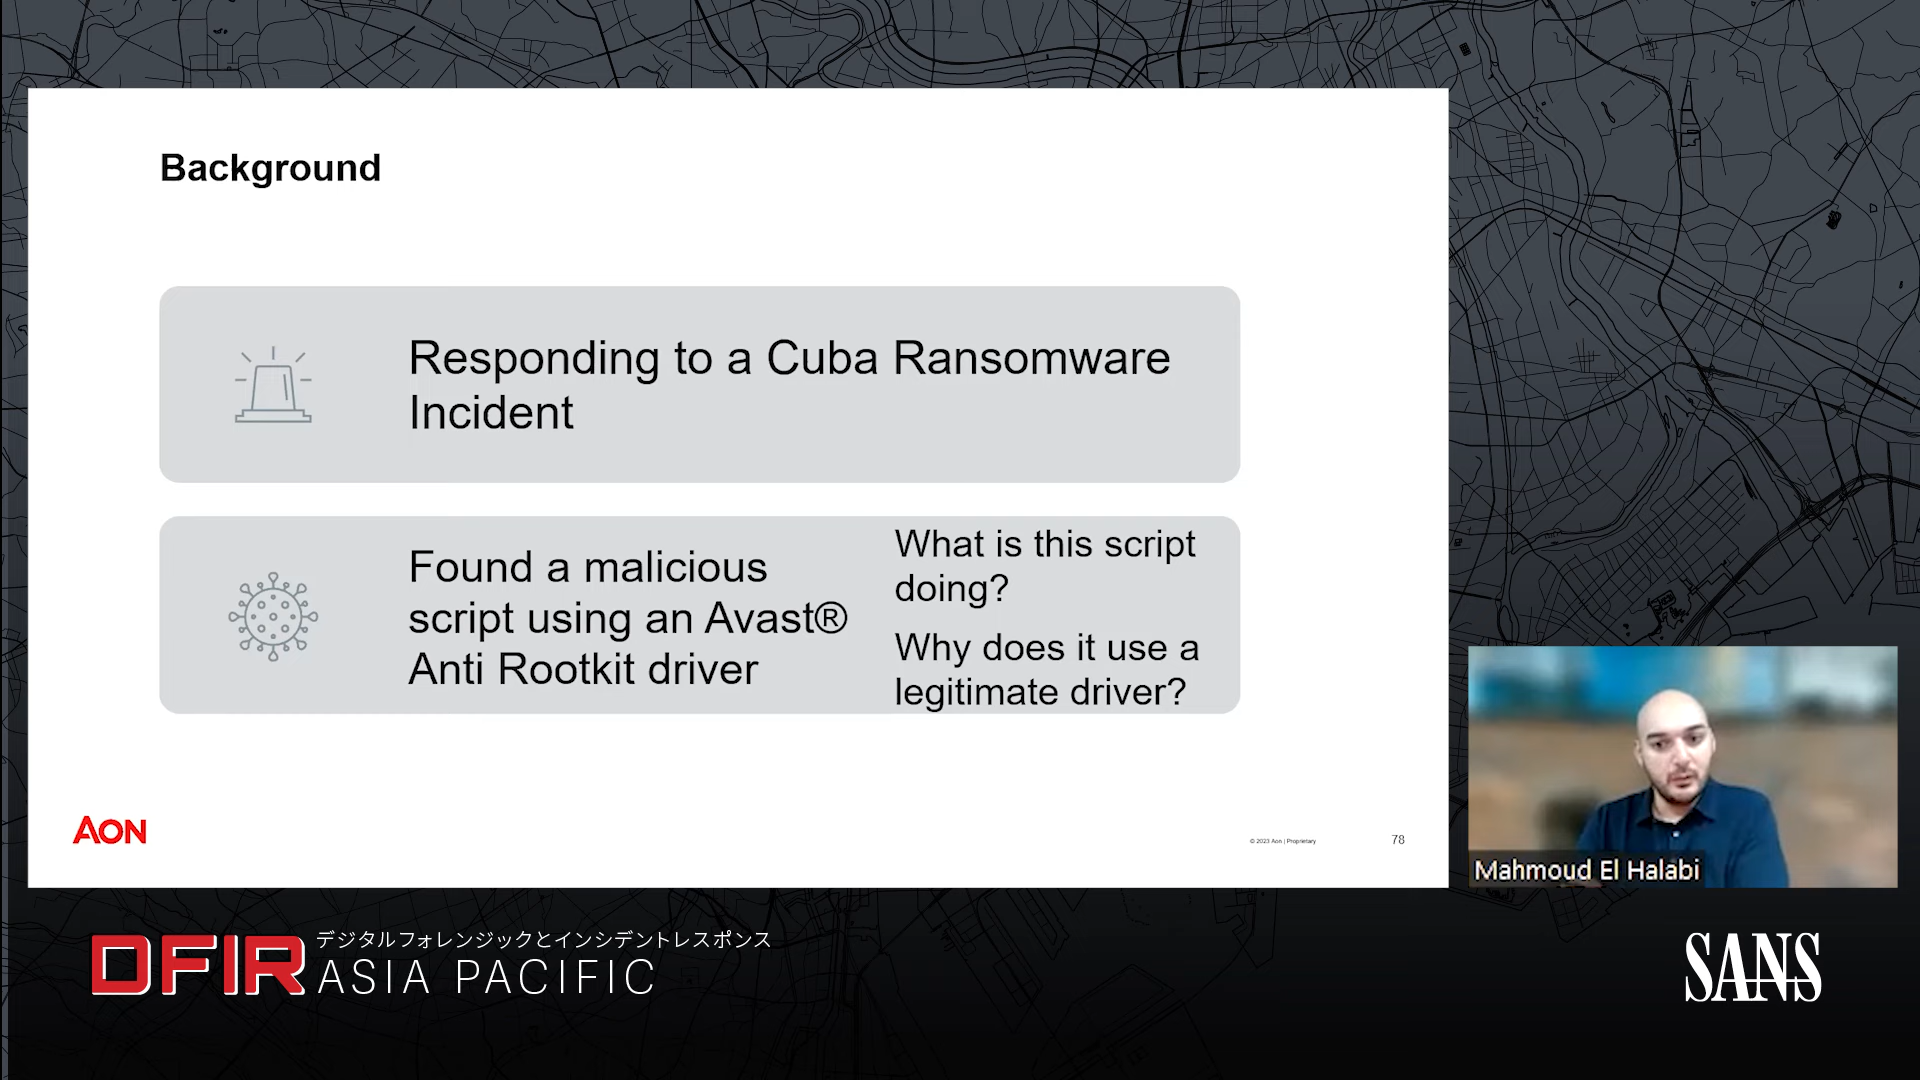 Background
Responding to a Cuba Ransomware
Incident
Found a malicious
script using an Avast®
Anti Rootkit driver
What is this script
doing?
Why does it use a
legitimate driver?
AON
© 2023 Aon | Proprietary
78
Mahmoud El Halabi
DFIR
デジタルフォレンジックとインシデントレスポンス
ASIA PACIFIC
SANS